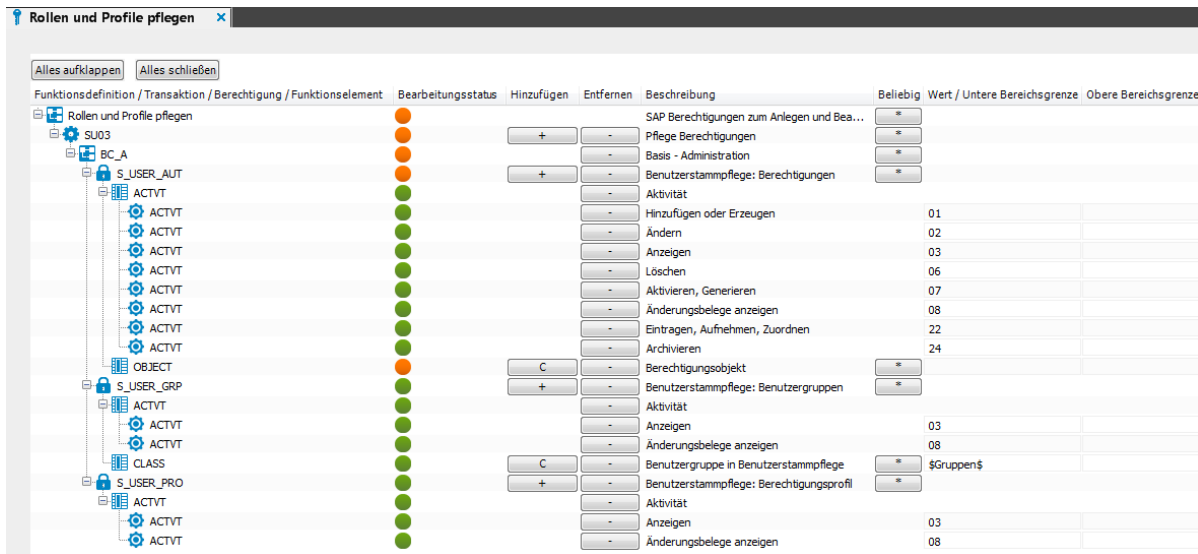 Rollen und Profile pflegen ×
Alles aufklappen Alles schließen
Funktionsdefinition / Transaktion / Berechtigung / Funktionselement Bearbeitungsstatus Hinzufügen Entfernen Beschreibung Beliebig Wert / Untere Bereichsgrenze Obere Bereichsgrenze
Rollen und Profile pflegen SAP Berechtigungen zum Anlegen und Bea... *
SU03 + - Pflege Berechtigungen *
BC_A - Basis - Administration *
S_USER_AUT + - Benutzerstammpflege: Berechtigungen *
ACTVT - Aktivität
ACTVT - Hinzufügen oder Erzeugen 01
ACTVT - Ändern 02
ACTVT - Anzeigen 03
ACTVT - Löschen 06
ACTVT - Aktivieren, Generieren 07
ACTVT - Änderungsbelege anzeigen 08
ACTVT - Eintragen, Aufnehmen, Zuordnen 22
ACTVT - Archivieren 24
OBJECT C - Berechtigungsobjekt *
S_USER_GRP + - Benutzerstammpflege: Benutzergruppen *
ACTVT - Aktivität
ACTVT - Anzeigen 03
ACTVT - Änderungsbelege anzeigen 08
CLASS C - Benutzergruppe in Benutzerstammpflege * $Gruppen$
S_USER_PRO + - Benutzerstammpflege: Berechtigungsprofil *
ACTVT - Aktivität
ACTVT - Anzeigen 03
ACTVT - Änderungsbelege anzeigen 08